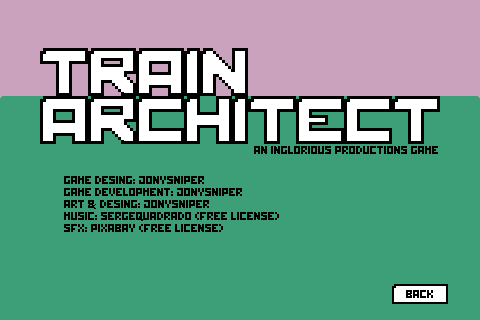 TRAIN
ARCHITECT
AN INGLORIOUS PRODUCTIONS GAME
GAME DESING: JONYSNIPER
GAME DEVELOPMENT: JONYSNIPER
ART & DESING: JONYSNIPER
MUSIC: SERGEQUADRADO (FREE LICENSE)
SFX: PIXABAY (FREE LICENSE)
BACK